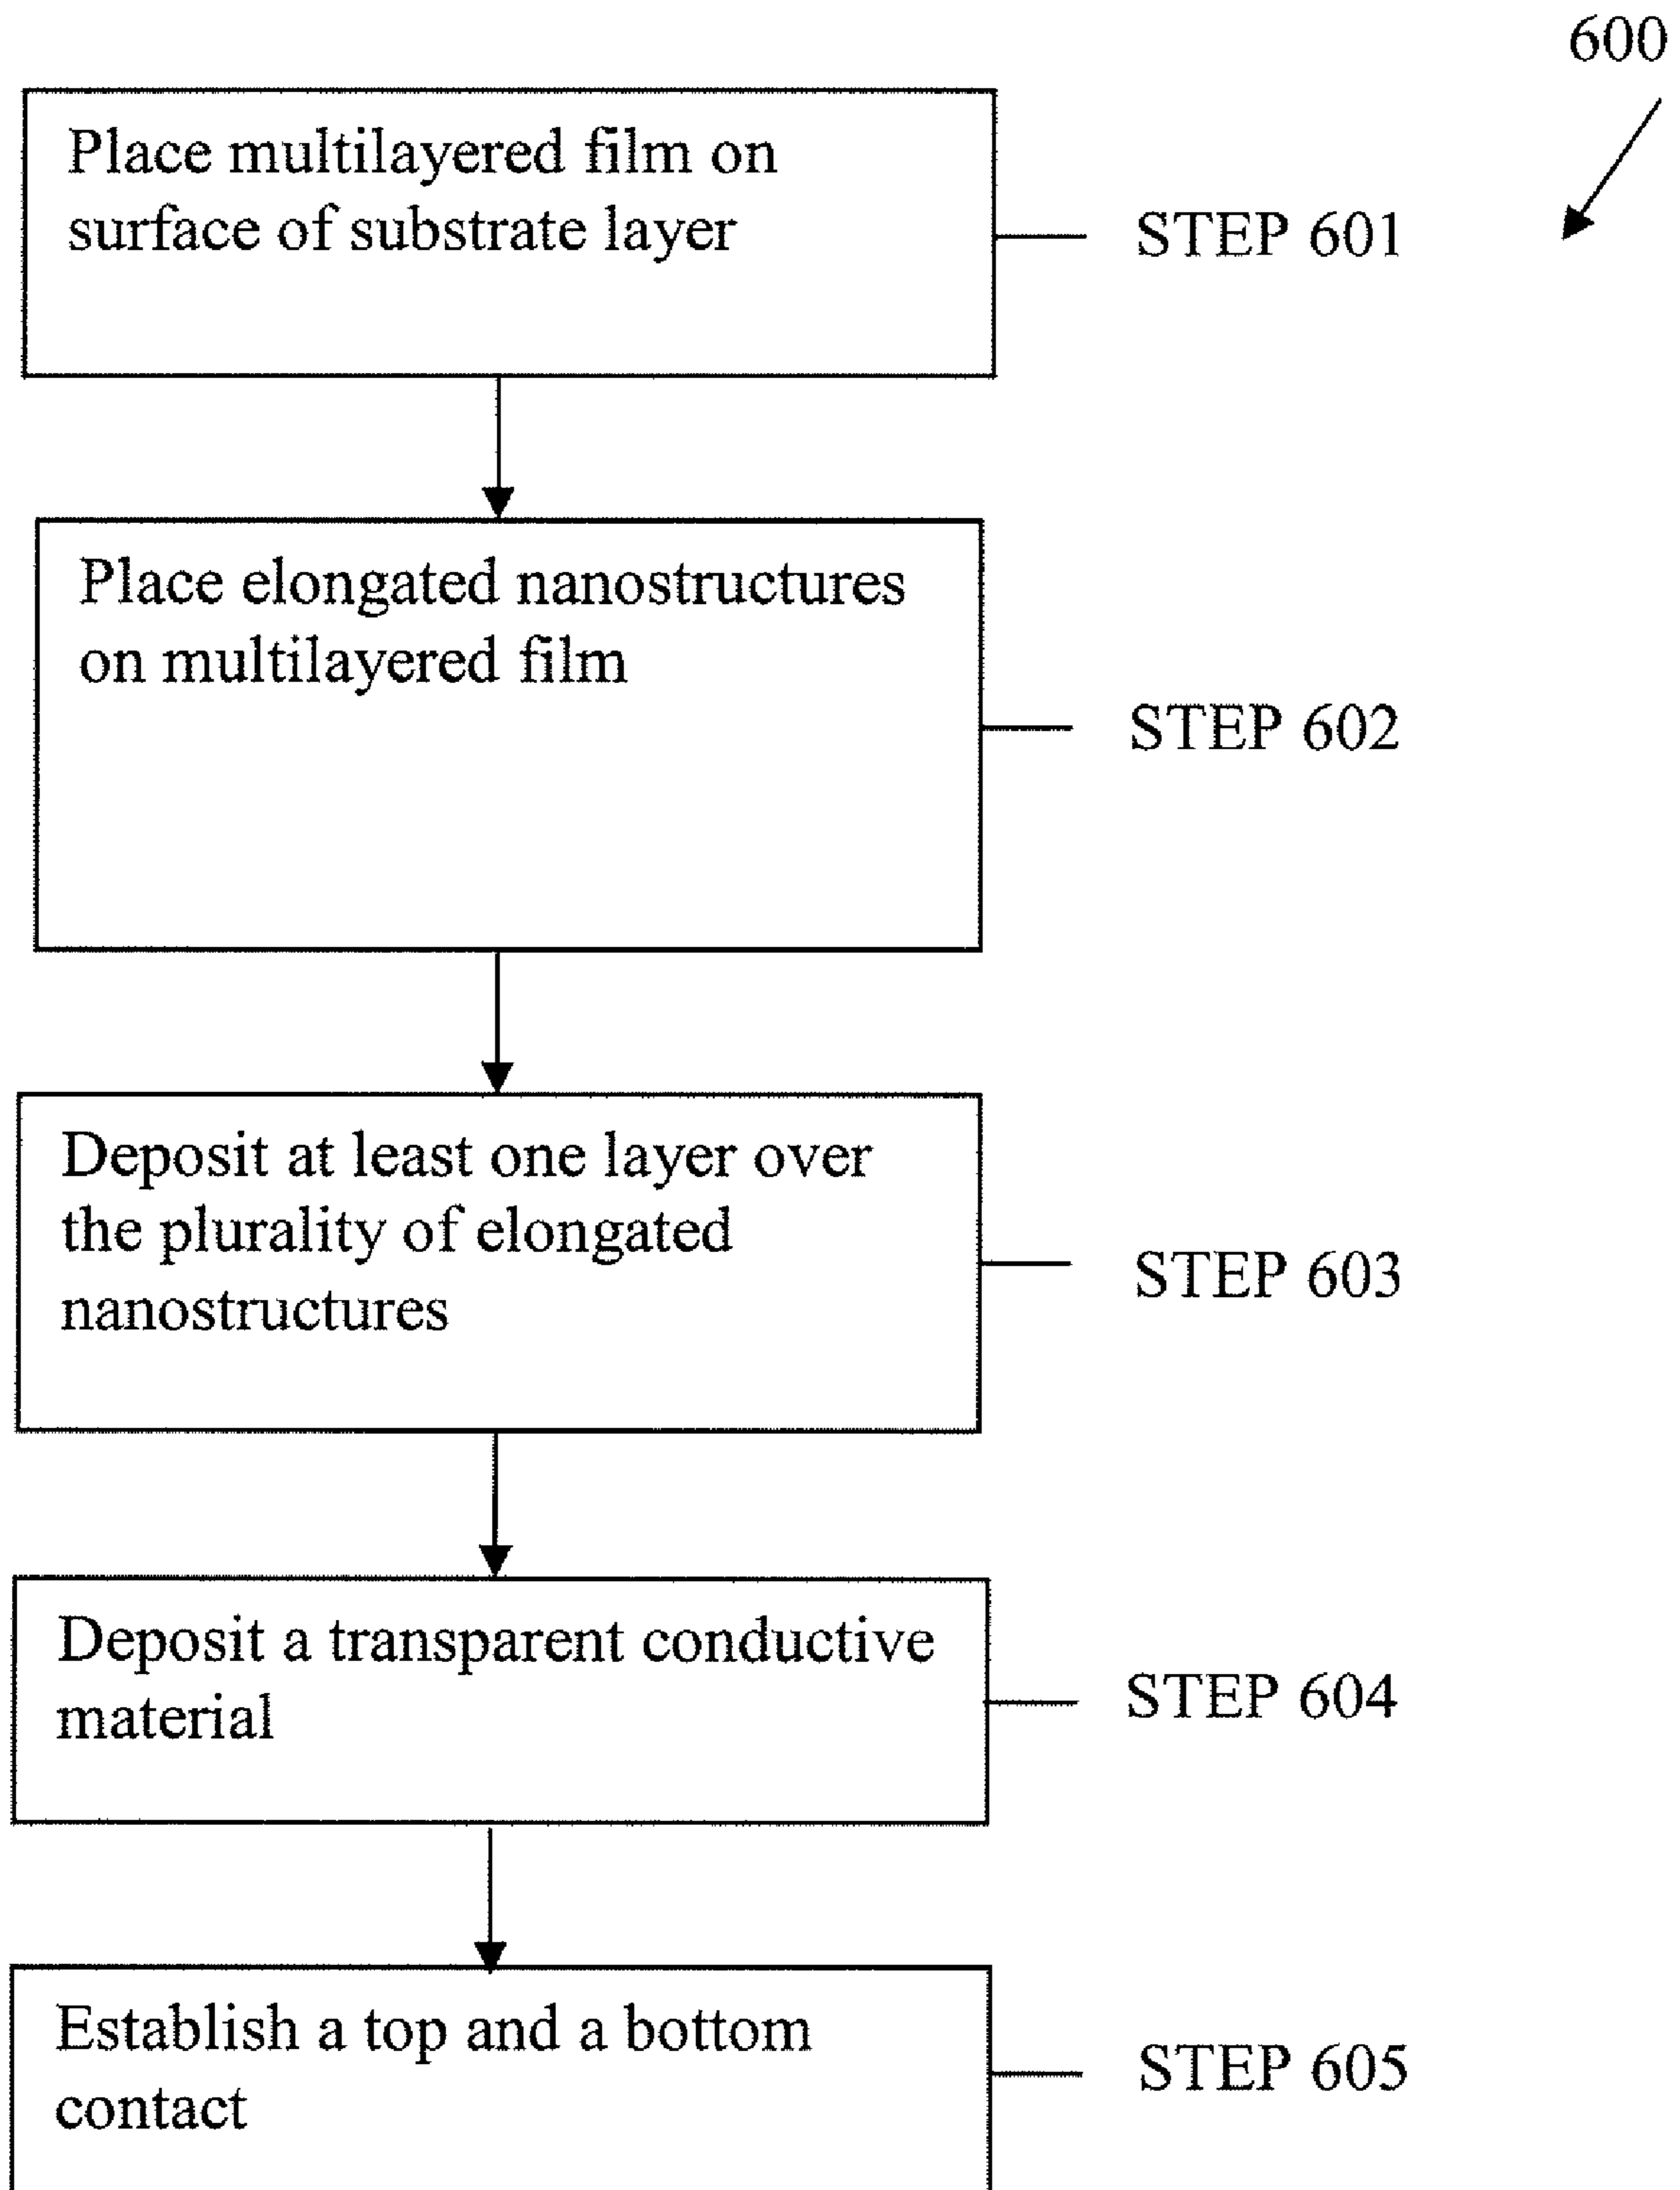 600
Place multilayered film on
surface of substrate layer
STEP 601
Place elongated nanostructures
on multilayered film
STEP 602
Deposit at least one layer over
the plurality of elongated
nanostructures
STEP 603
Deposit a transparent conductive
material
STEP 604
Establish a top and a bottom
contact
STEP 605